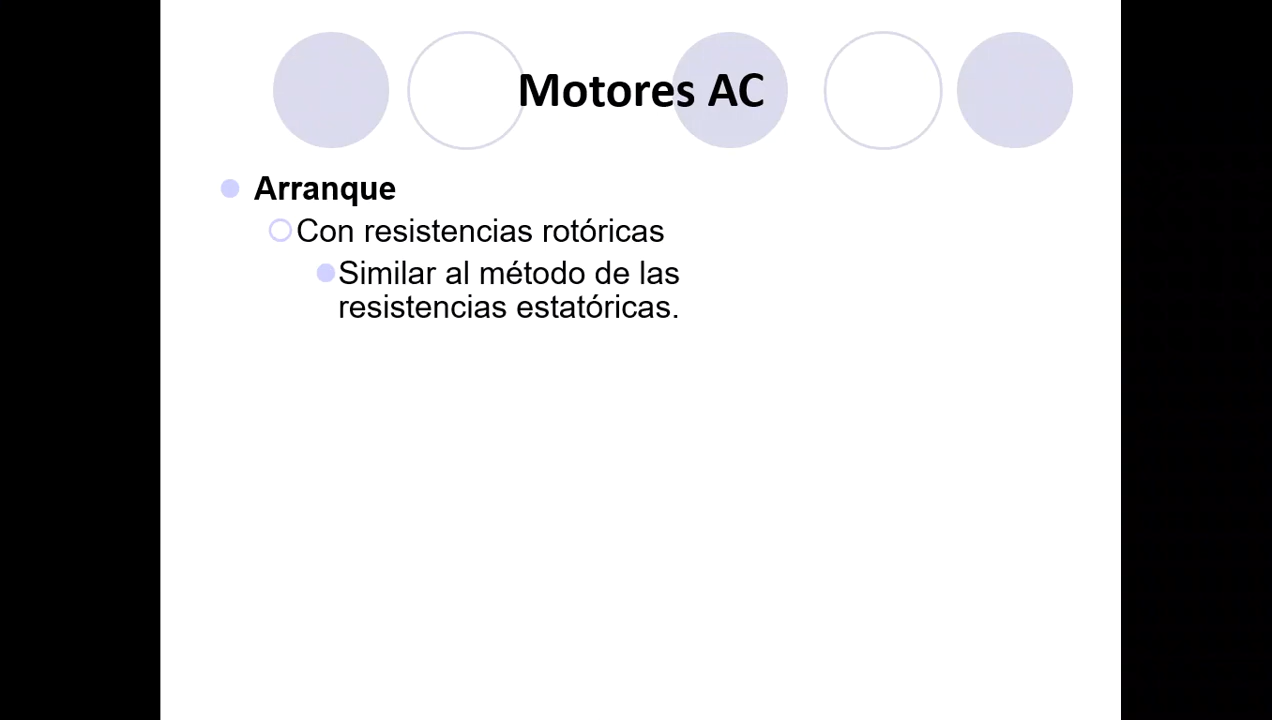 Motores AC
Arranque
Con resistencias rotóricas
Similar al método de las
resistencias estatóricas.